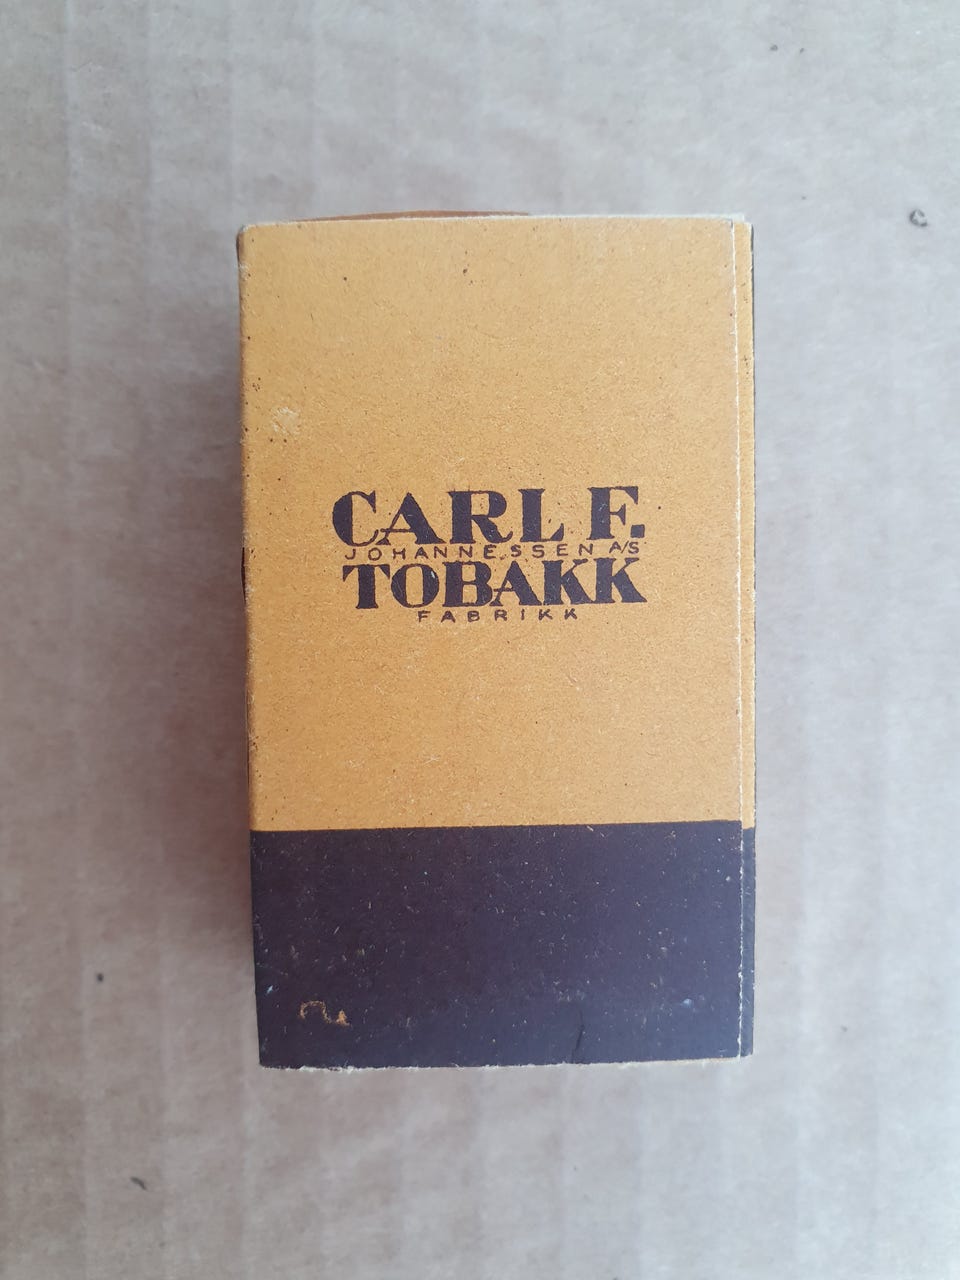 CARL F.
JOHANNESSEN A/S
TOBAKK
FABRIKK